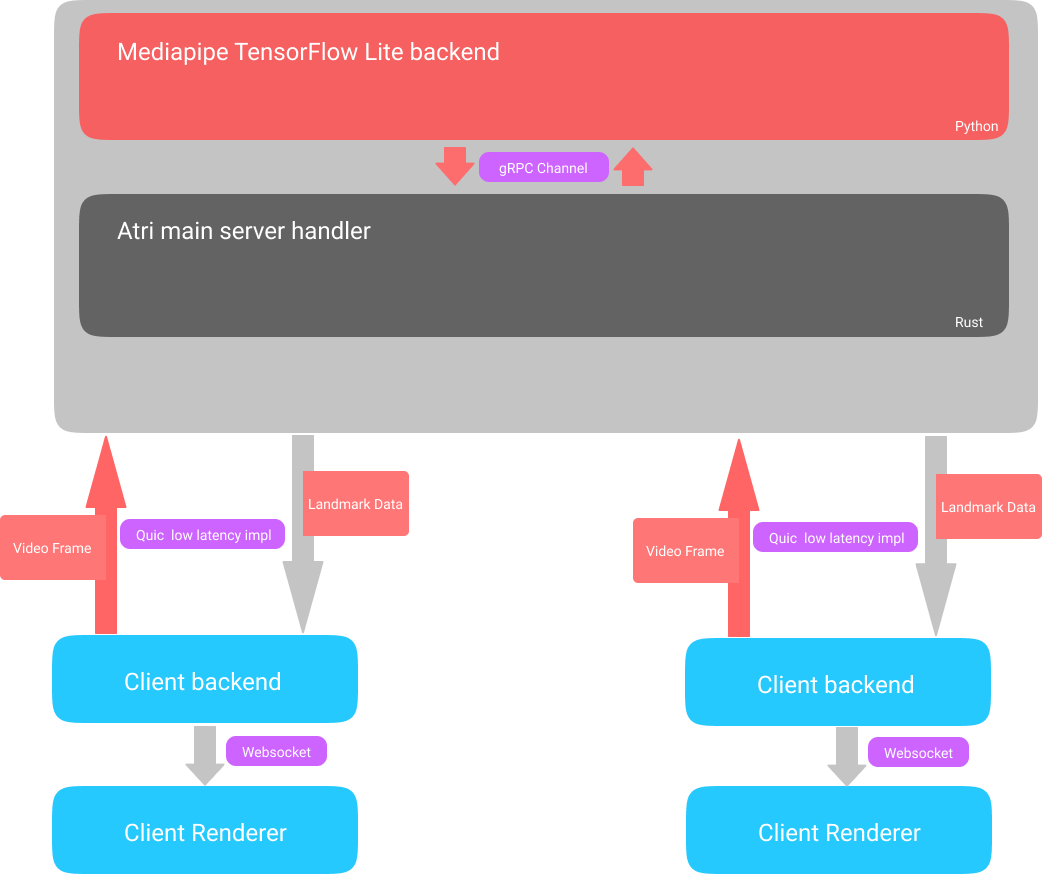 Mediapipe TensorFlow Lite backend
Python
gRPC Channel
Atri main server handler
Rust
Landmark Data
Video Frame
Quic  low latency impl
Client backend
Websocket
Client Renderer
Landmark Data
Video Frame
Quic  low latency impl
Client backend
Websocket
Client Renderer